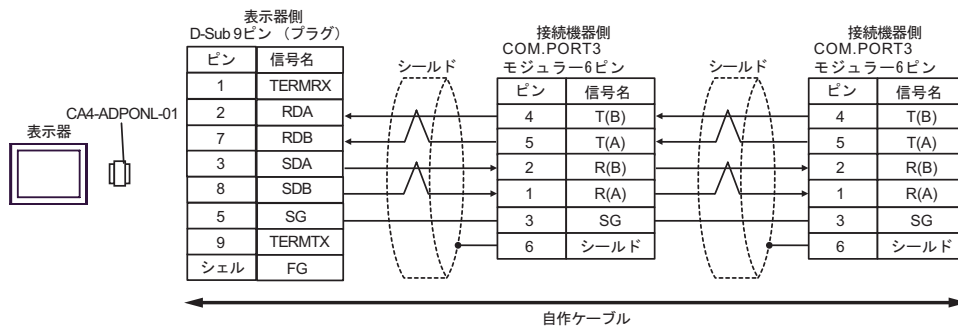 表示器側
D-Sub 9ピン （プラグ）
ピン 信号名
1 TERMRX
2 RDA
7 RDB
3 SDA
8 SDB
5 SG
9 TERMTX
シェル FG
表示器
CA4-ADPONL-01
シールド
接続機器側
COM.PORT3
モジュラー6ピン
ピン 信号名
4 T(B)
5 T(A)
2 R(B)
1 R(A)
3 SG
6 シールド
シールド
接続機器側
COM.PORT3
モジュラー6ピン
ピン 信号名
4 T(B)
5 T(A)
2 R(B)
1 R(A)
3 SG
6 シールド
自作ケーブル